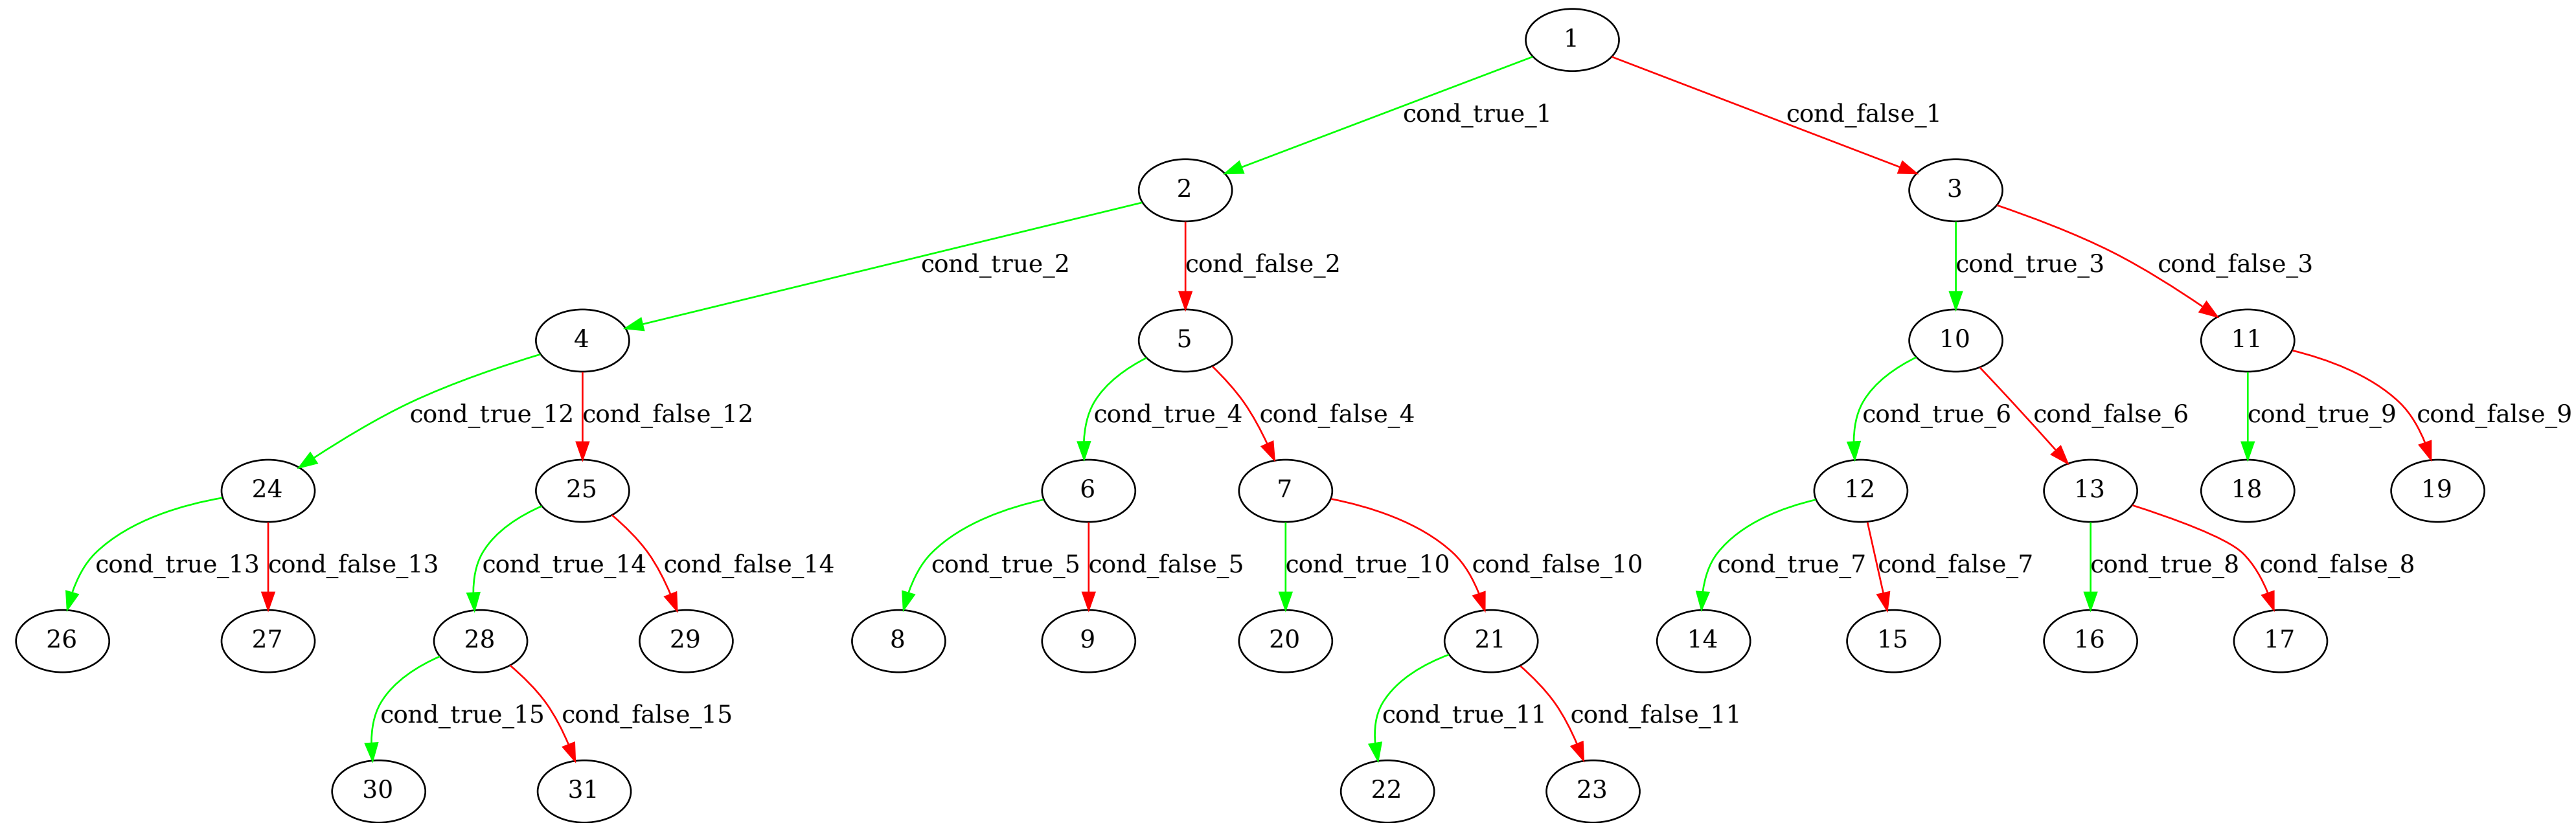 1
cond_true_1 cond_false_1
2 3
cond_true_2 cond_false_2 cond_true_3 cond_false_3
4 5 10 11
cond_true_12 cond_false_12 cond_true_4 cond_false_4 cond_true_6 cond_false_6 cond_true_9 cond_false_9
24 25 6 7 12 13 18 19
cond_true_13 cond_false_13 cond_true_14 cond_false_14 cond_true_5 cond_false_5 cond_true_10 cond_false_10 cond_true_7 cond_false_7 cond_true_8 cond_false_8
26 27 28 29 8 9 20 21 14 15 16 17
cond_true_15 cond_false_15 cond_true_11 cond_false_11
30 31 22 23